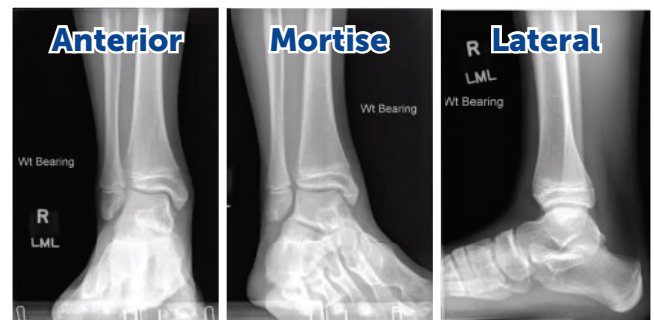 Anterior
Wt Bearing
R
LML
Mortise
Wt Bearing
Lateral
R
LML
Wt Bearing